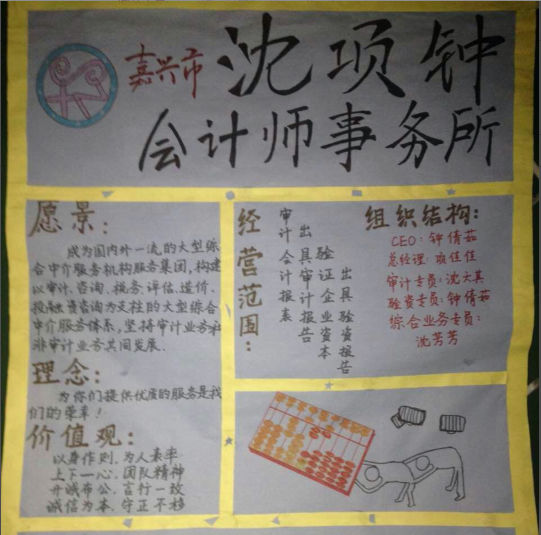 嘉兴市 沈项钟
会计师事务所
愿景:
成为国内外一流的大型综
合中介服务机构服务集团,构建
以审计、咨询、税务、评估、造价、
投融资咨询为支柱的大型综合
中介服务体系,坚持审计业务和
非审计业务共同发展.
理念:
为你们提供优质的服务是我
们的荣幸!
价值观:
以身作则.为人表率
上下一心.团队精神
开诚布公.言行一致
诚信为本.守正不移
经营范围:
审计会计报表
出具审计报告
验证企业资本
出具验资报告
组织结构:
CEO:钟倩茹
总经理:项佳佳
审计专员:沈天其
验资专员:钟倩茹
综合业务专员:
沈芳芳